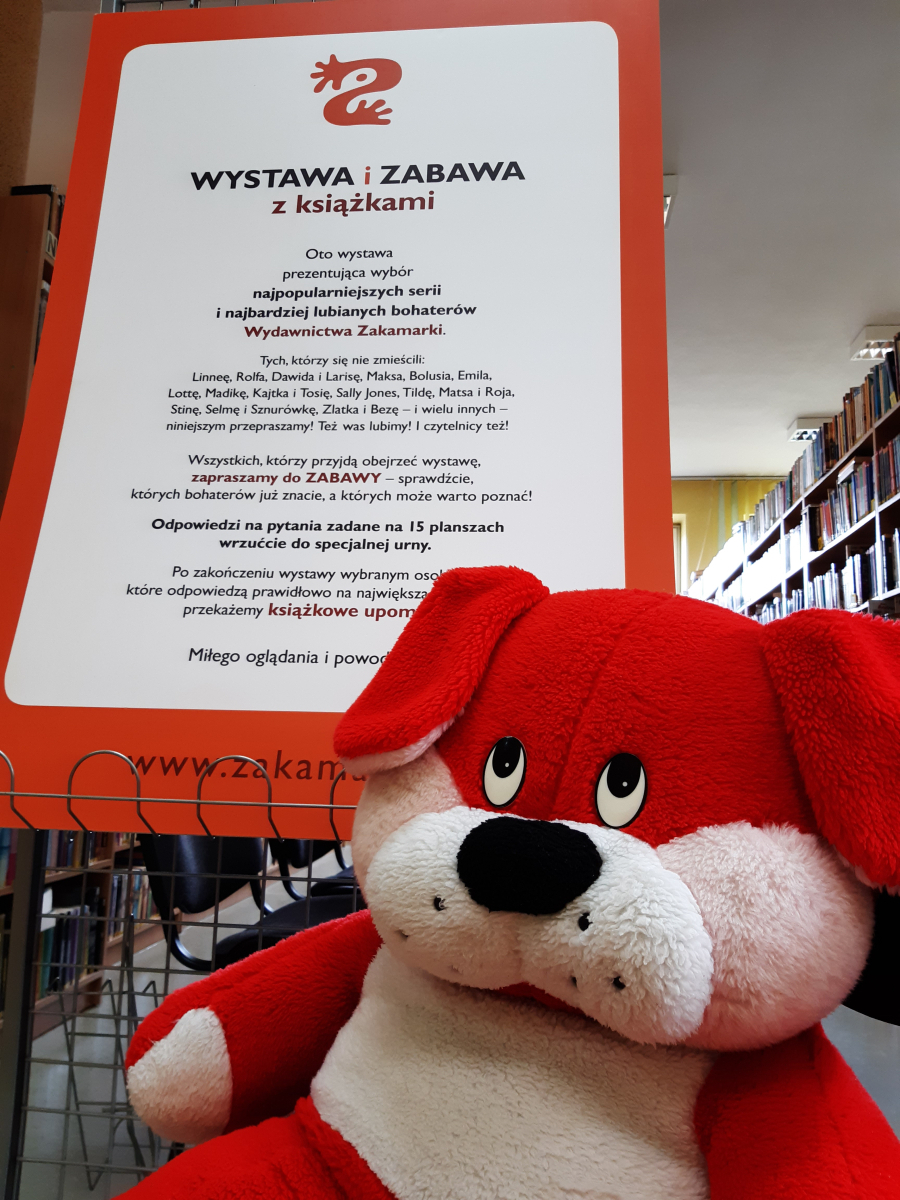 WYSTAWA i ZABAWA
z książkami
Oto wystawa
prezentująca wybór
najpopularniejszych serii
i najbardziej lubianych bohaterów
Wydawnictwa Zakamarki.
Tych, którzy się nie zmieścili:
Linneę, Rolfa, Dawida i Larisę, Maksa, Bolusia, Emila,
Lottę, Madikę, Kajtka i Tosię, Sally Jones, Tildę, Matsa i Roja,
Stinę, Selmę i Sznurówkę, Zlatka i Bezę – i wielu innych –
niniejszym przepraszamy! Też was lubimy! I czytelnicy też!
Wszystkich, którzy przyjdą obejrzeć wystawę,
zapraszamy do ZABAWY – sprawdźcie,
których bohaterów już znacie, a których może warto poznać!
Odpowiedzi na pytania zadane na 15 planszach
wrzućcie do specjalnej urny.
Po zakończeniu wystawy wybranym
które odpowiedzą prawidłowo na
przekażemy książkowe
Miłego oglądania i
www.zakama